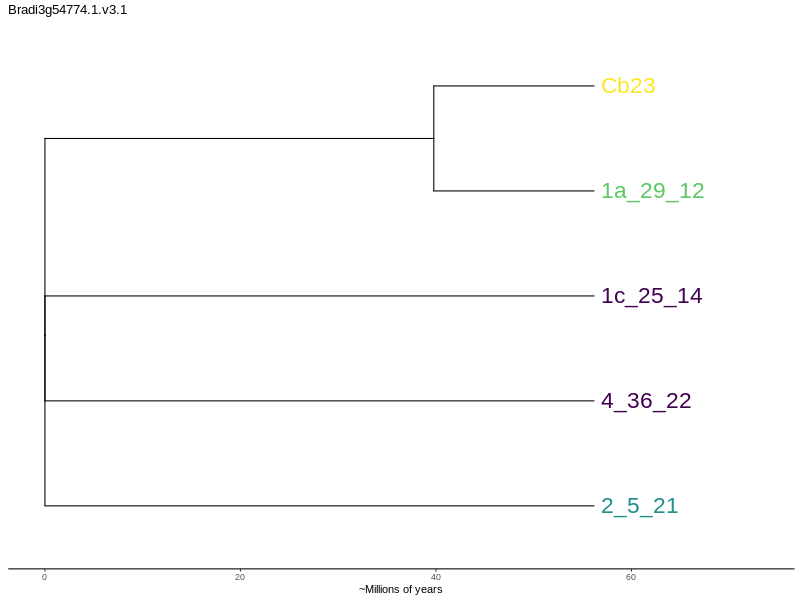 Bradi3g54774.1.v3.1
Cb23
1a_29_12
1c_25_14
4_36_22
2_5_21
0 20 40 60
~Millions of years